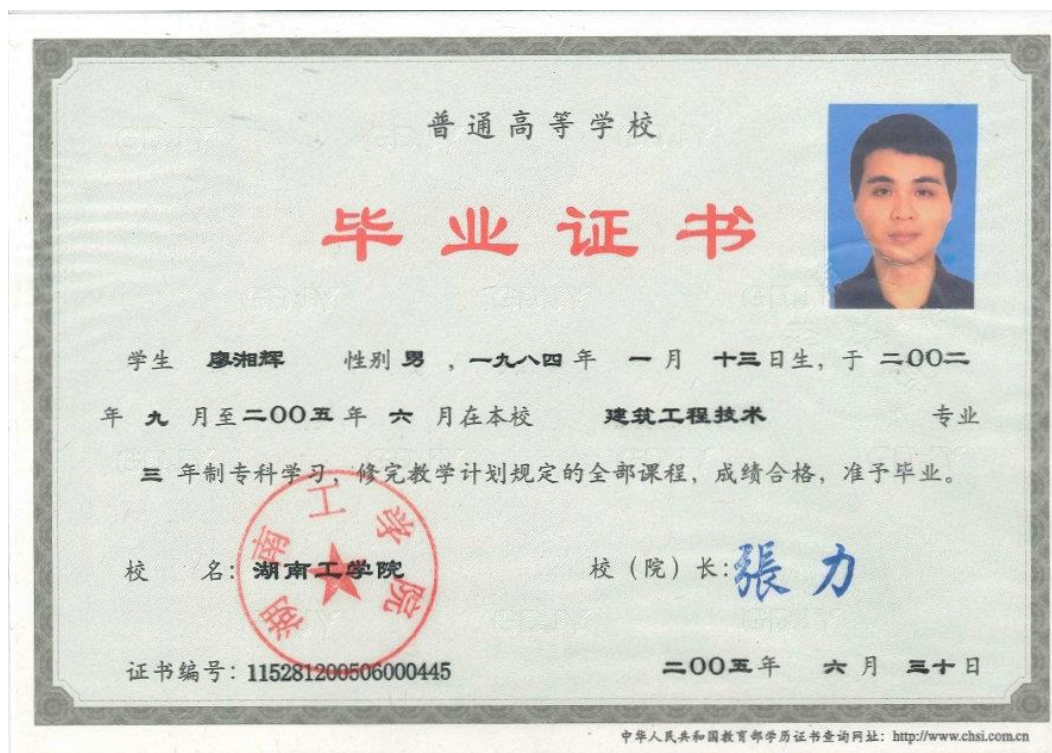 普通高等学校
毕业证书
学生 廖湘辉 性别 男 ，一九八四 年 一 月 十三 日生，于 二〇〇二
年 九 月至 二〇〇五 年 六 月在本校 建筑工程技术 专业
三 年制专科学习，修完教学计划规定的全部课程，成绩合格，准予毕业。
校 名：湖南工学院 校（院）长：張力
湖南工学院
证书编号：115281200506000445 二〇〇五年 六 月 三十 日
中华人民共和国教育部学历证书查询网址：http://www.chsi.com.cn